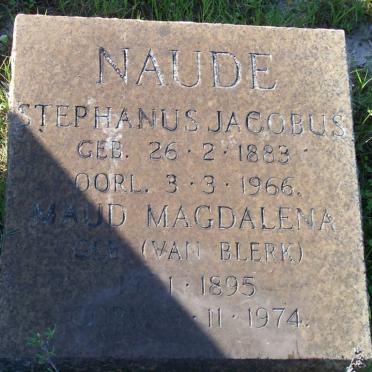 NAUDE
STEPHANUS JACOBUS
GEB. 26 · 2 · 1883
OORL. 3 · 3 · 1966.
MAUD MAGDALENA
GEB (VAN BLERK)
1 · 1895
11 · 1974.